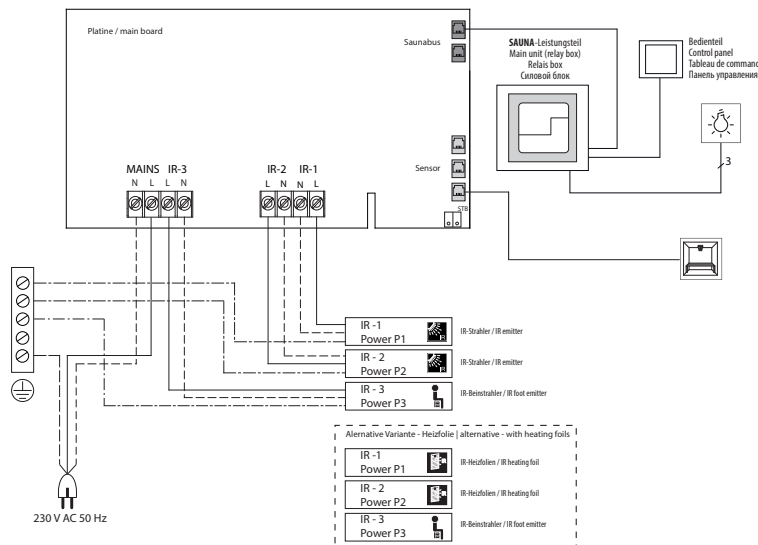 Platine / main board
Saunabus
SAUNA-Leistungsteil
Main unit (relay box)
Relais box
Силовой блок
Bedienteil
Control panel
Tableau de command
Панель управления
3
Sensor
STB
MAINS IR-3
N L L N
IR-2 IR-1
L N N L
IR -1
Power P1
IR-Strahler / IR emitter
IR - 2
Power P2
IR-Strahler / IR emitter
IR - 3
Power P3
IR-Beinstrahler / IR foot emitter
Alernative Variante - Heizfolie | alternative - with heating foils
IR -1
Power P1
IR-Heizfolien / IR heating foil
IR - 2
Power P2
IR-Heizfolien / IR heating foil
IR - 3
Power P3
IR-Beinstrahler / IR foot emitter
230 V AC 50 Hz